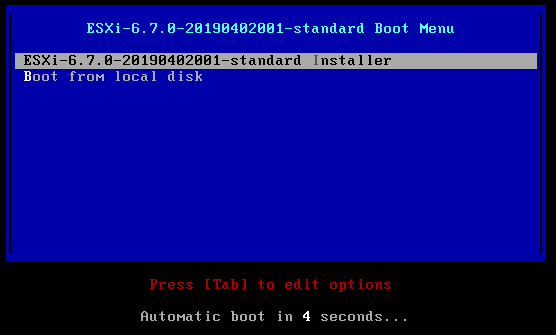 ESXi-6.7.0-20190402001-standard Boot Menu
ESXi-6.7.0-20190402001-standard Installer
Boot from local disk
Press [Tab] to edit options
Automatic boot in 4 seconds...